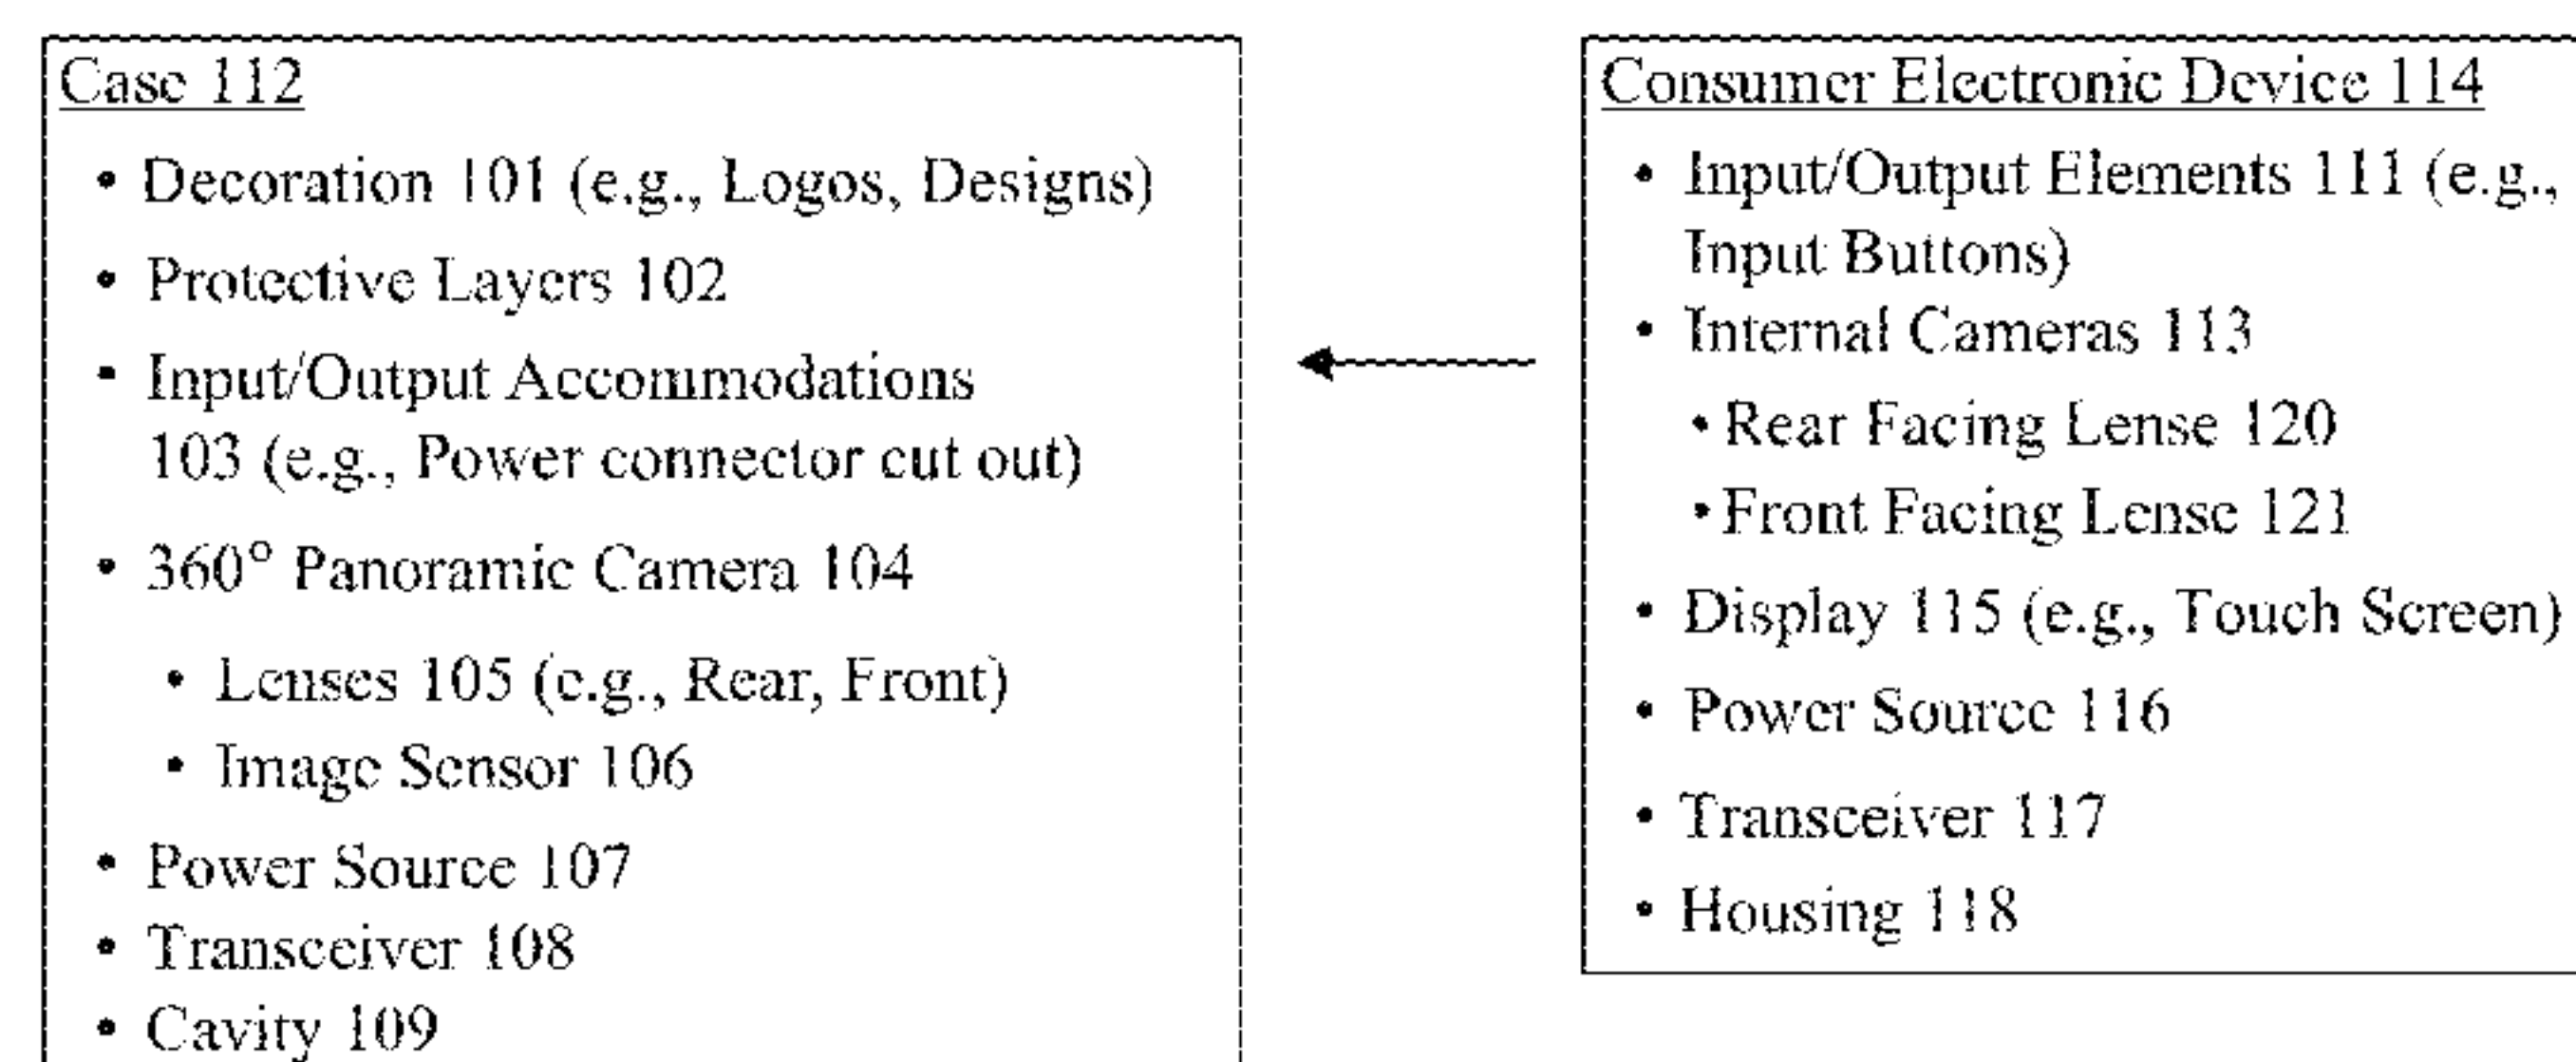 Case 112
• Decoration 101 (e.g., Logos, Designs)
• Protective Layers 102
• Input/Output Accommodations
103 (e.g., Power connector cut out)
• 360° Panoramic Camera 104
• Lenses 105 (e.g., Rear, Front)
• Image Sensor 106
• Power Source 107
• Transceiver 108
• Cavity 109
Consumer Electronic Device 114
• Input/Output Elements 111 (e.g.,
Input Buttons)
• Internal Cameras 113
• Rear Facing Lense 120
• Front Facing Lense 121
• Display 115 (e.g., Touch Screen)
• Power Source 116
• Transceiver 117
• Housing 118